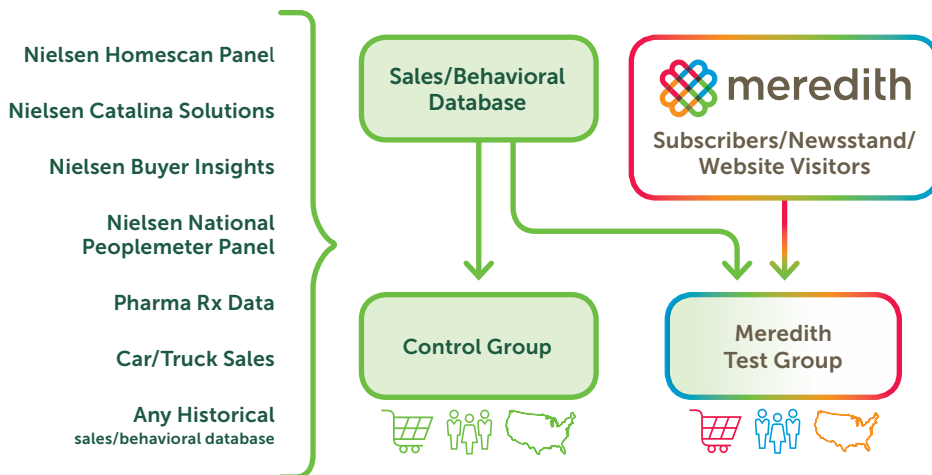 Nielsen Homescan Panel
Nielsen Catalina Solutions
Nielsen Buyer Insights
Nielsen National
Peoplemeter Panel
Pharma Rx Data
Car/Truck Sales
Any Historical
sales/behavioral database
Sales/Behavioral
Database
meredith
Subscribers/Newsstand/
Website Visitors
Control Group
Meredith
Test Group